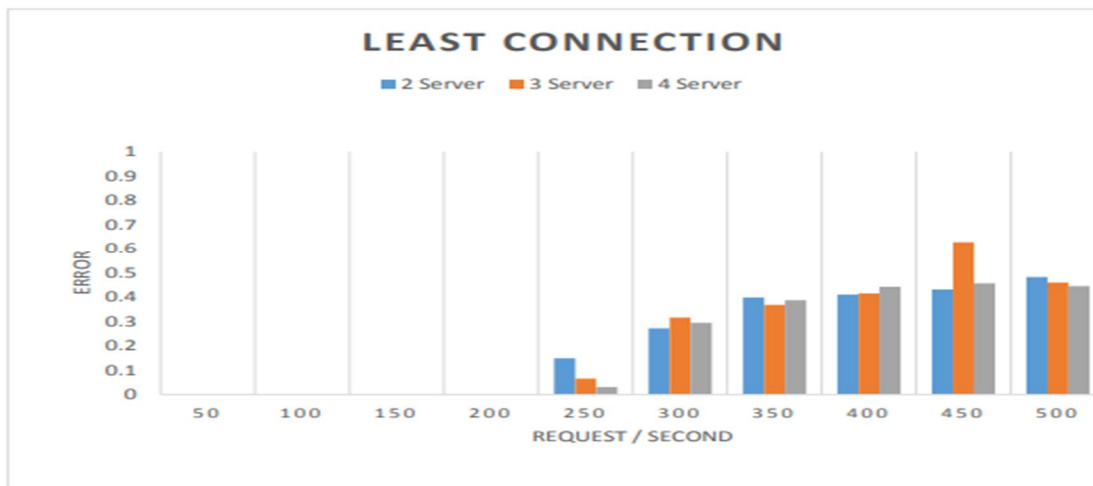 LEAST CONNECTION
2 Server 3 Server 4 Server
1
0.9
0.8
0.7
0.6
0.5
0.4
0.3
0.2
0.1
0
ERROR
50 100 150 200 250 300 350 400 450 500
REQUEST / SECOND